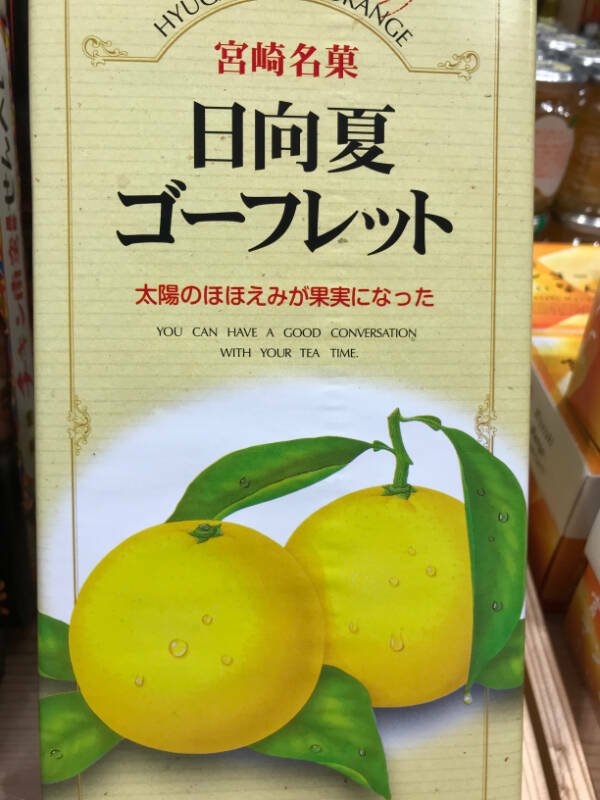 ORANGE
宮崎名菓
日向夏
ゴーフレット
太陽のほほえみが果実になった
YOU CAN HAVE A GOOD CONVERSATION
WITH YOUR TEA TIME.